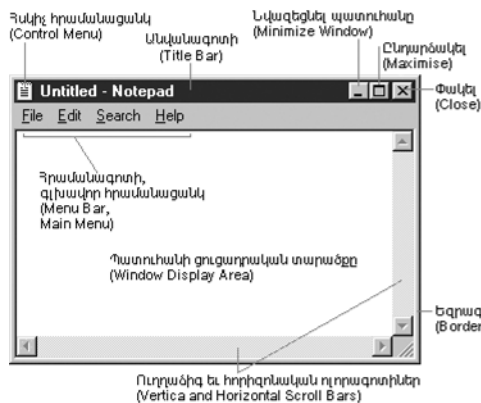 Հսկիչ հրամանացանկ
(Control Menu)
Անվանագոտի
(Title Bar)
Նվազեցնել պատուհանը
(Minimize Window)
Ընդարձակել
(Maximise)
Փակել
(Close)
Untitled - Notepad
File Edit Search Help
Հրամանագոտի,
գլխավոր հրամանացանկ
(Menu Bar,
Main Menu)
Պատուհանի ցուցադրական տարածքը
(Window Display Area)
Եզրագ
(Border
Ուղղաձիգ եւ հորիզոնական ոլորագոտիներ
(Vertica and Horizontal Scroll Bars)